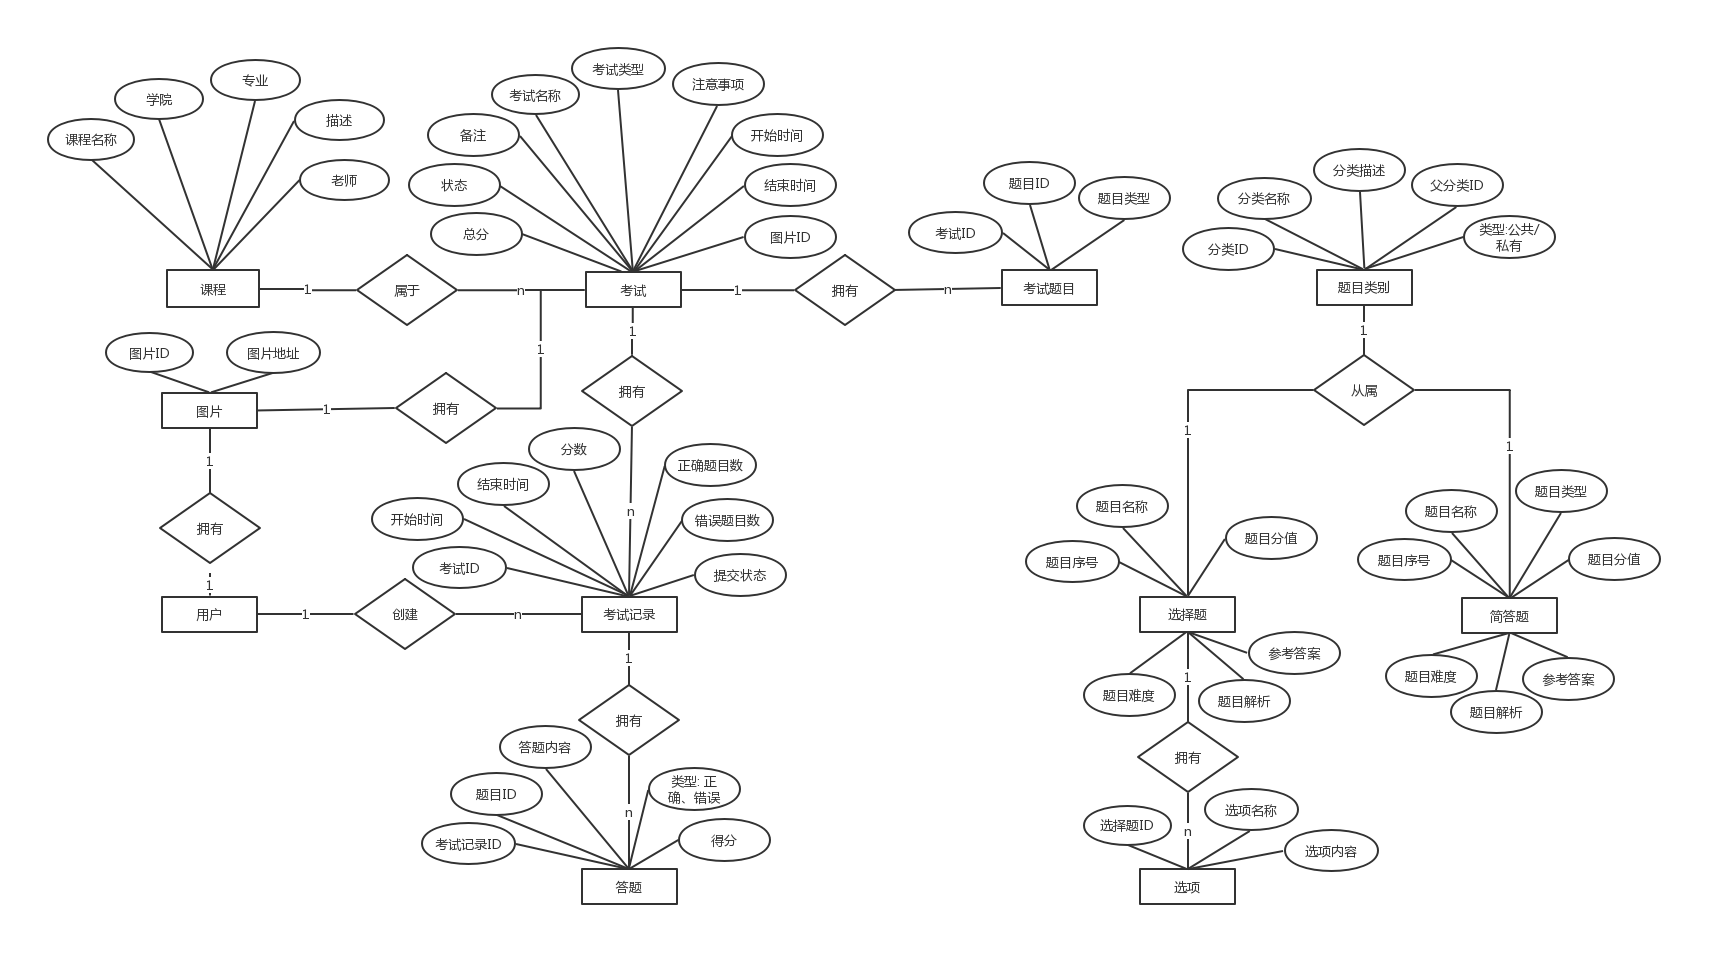 考试类型
专业
注意事项
考试名称
学院
描述
备注
开始时间
课程名称
分类描述
老师
状态
结束时间
题目ID
父分类ID
题目类型
分类名称
总分
图片ID
考试ID
分类ID
类型:公共/
私有
课程
1
属于
n
考试
1
拥有
n
考试题目
题目类别
1
1
1
图片ID
图片地址
拥有
从属
图片
1
拥有
1
1
1
分数
正确题目数
1
拥有
结束时间
题目类型
n
开始时间
错误题目数
题目名称
题目名称
题目分值
考试ID
提交状态
题目序号
题目序号
题目分值
1
用户
1
创建
n
考试记录
选择题
简答题
1
参考答案
1
题目难度
参考答案
题目难度
题目解析
题目解析
拥有
答题内容
拥有
类型: 正
确、错误
题目ID
n
选项名称
选择题ID
n
考试记录ID
得分
选项内容
答题
选项